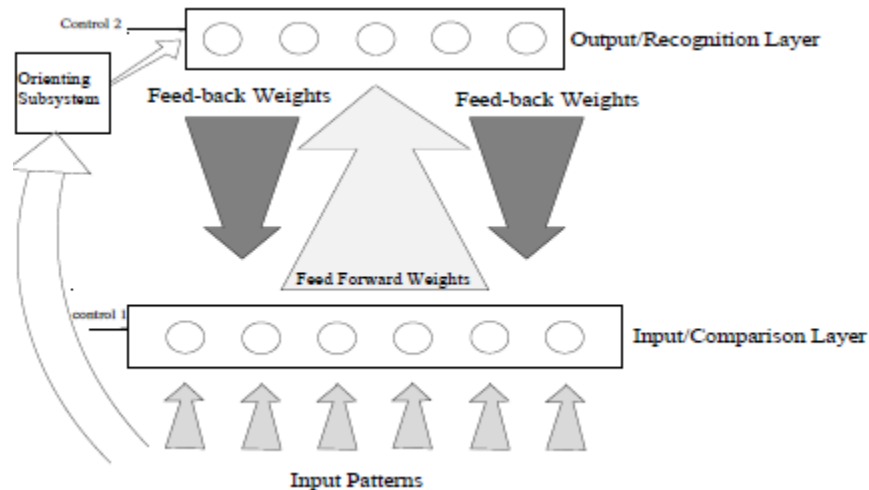 Control 2
Output/Recognition Layer
Orienting
Subsystem
Feed-back Weights
Feed-back Weights
Feed Forward Weights
control 1
Input/Comparison Layer
Input Patterns